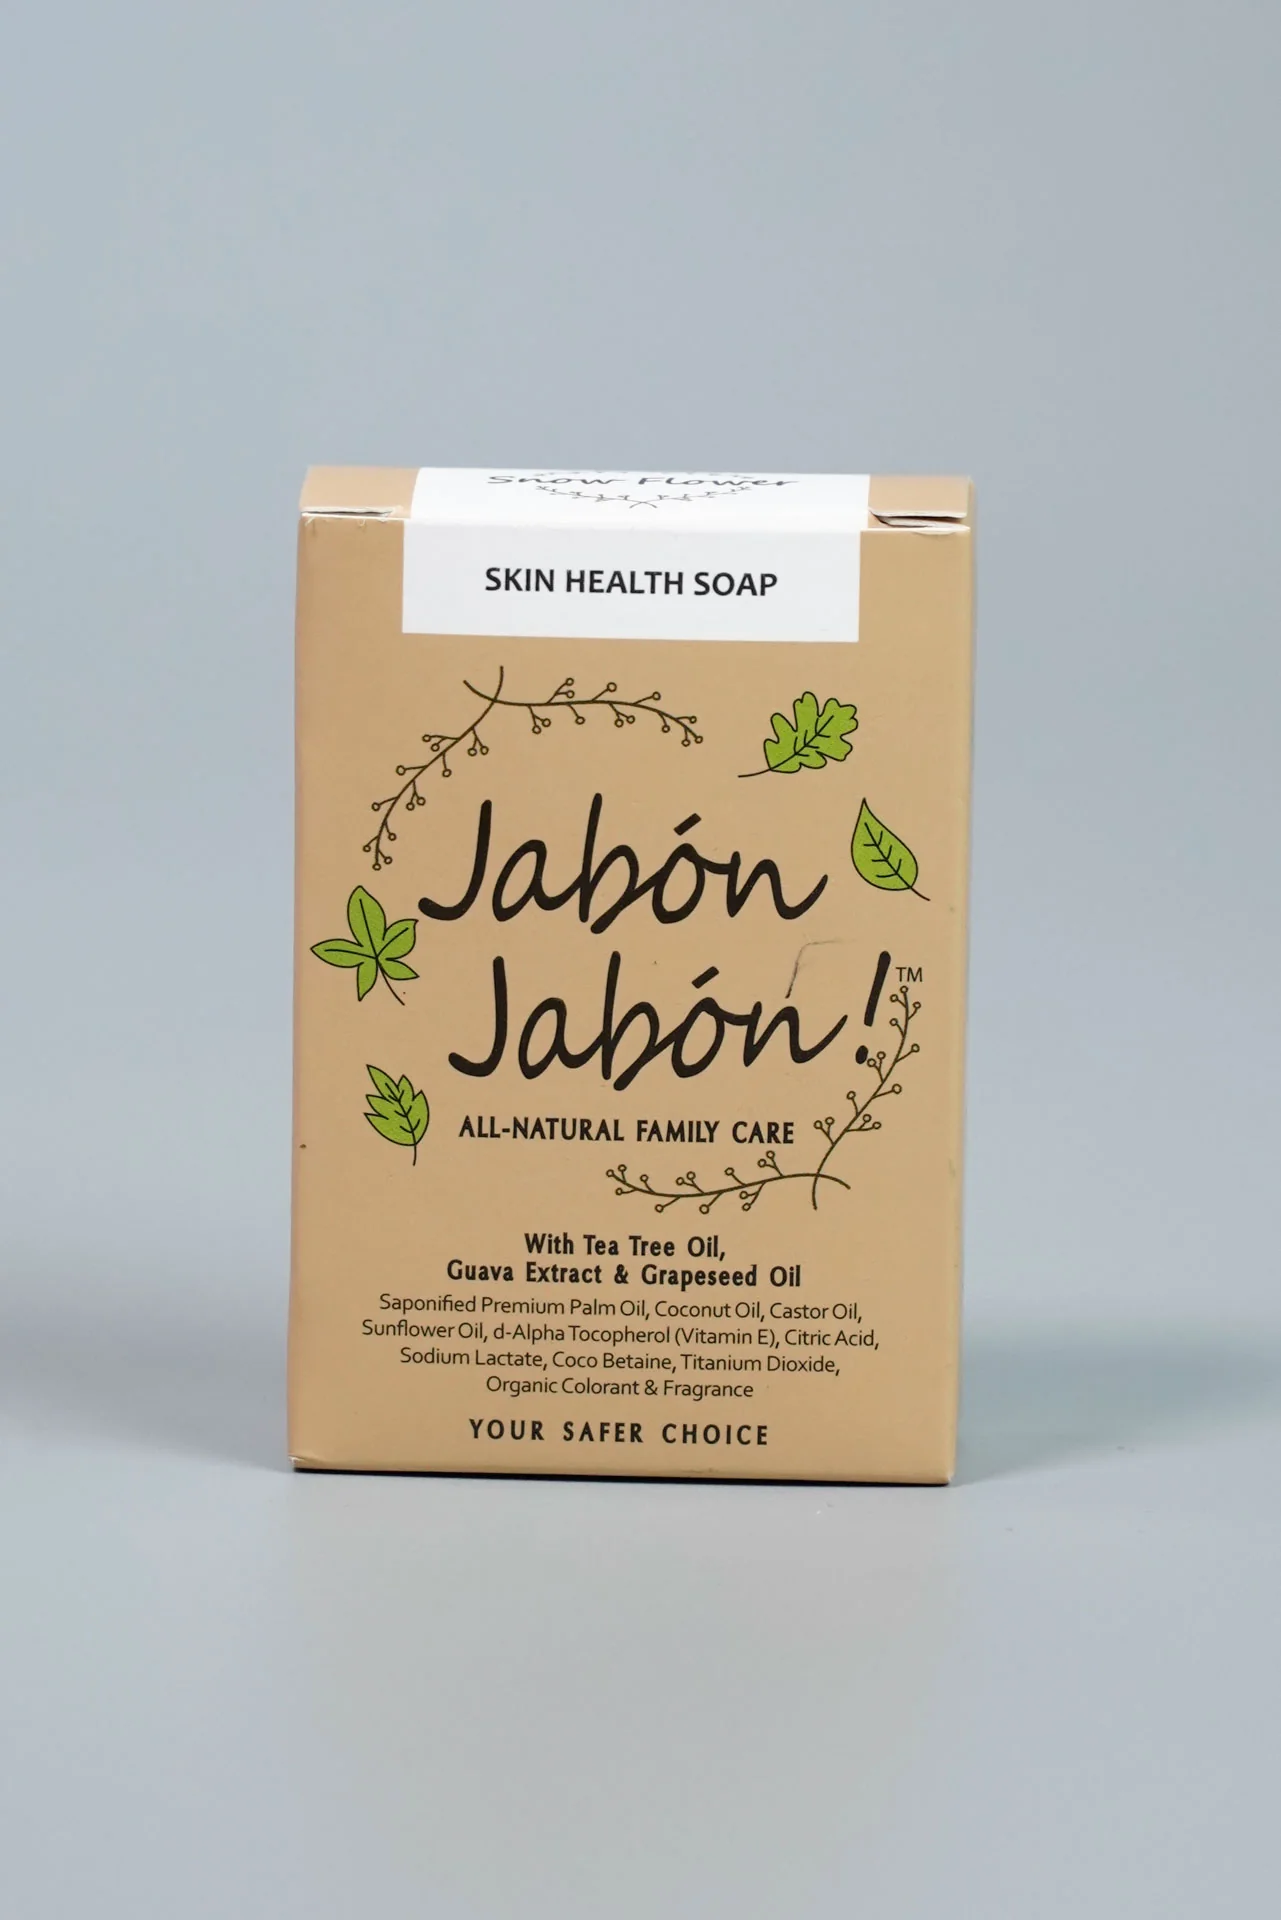 Snow Flower
SKIN HEALTH SOAP
Jabón
Jabón!™
ALL-NATURAL FAMILY CARE
With Tea Tree Oil,
Guava Extract & Grapeseed Oil
Saponified Premium Palm Oil, Coconut Oil, Castor Oil,
Sunflower Oil, d-Alpha Tocopherol (Vitamin E), Citric Acid,
Sodium Lactate, Coco Betaine, Titanium Dioxide,
Organic Colorant & Fragrance
YOUR SAFER CHOICE